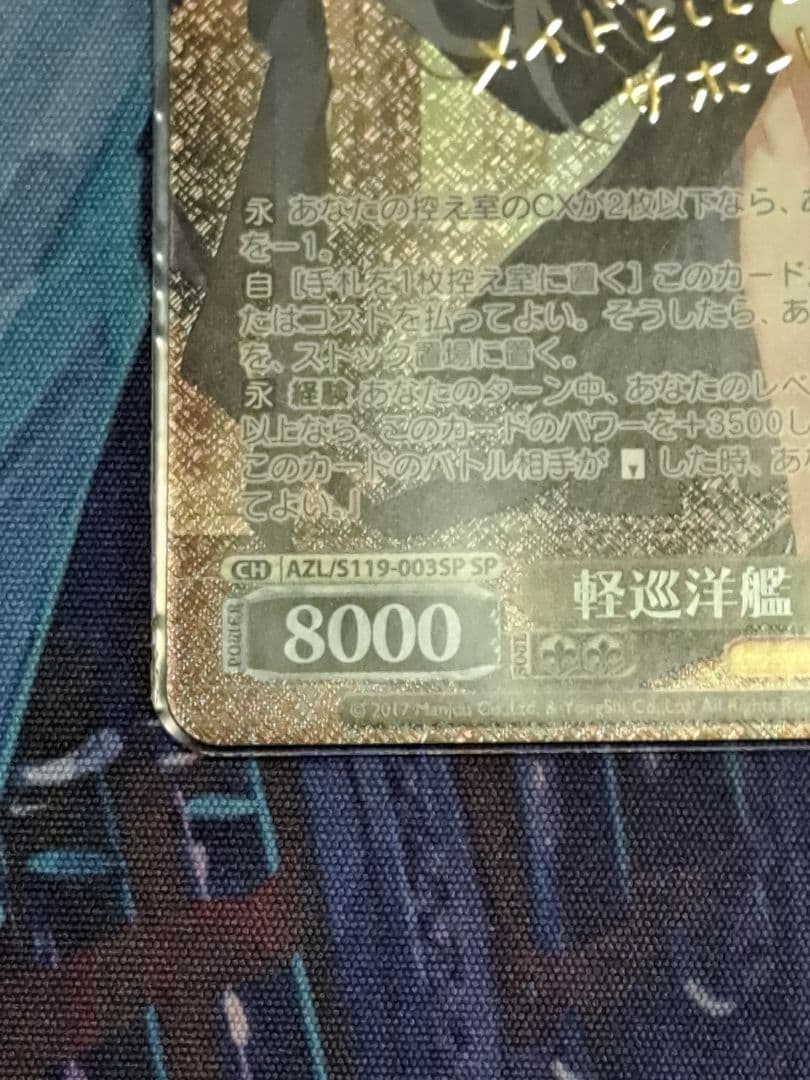 メイドとして
サポー
永 あなたの控え室のCXが2枚以下なら、あ
を－1。
自 [手札を1枚控え室に置く] このカード
たはコストを払ってよい。そうしたら、あ
を、ストック置場に置く。
永 経験 あなたのターン中、あなたのレベ
以上なら、このカードのパワーを＋3500し
このカードのバトル相手が した時、あな
てよい。』
CH AZL/S119-003SP SP
POWER 8000
SOUL
軽巡洋艦
© 2017 Manjuu Co.,Ltd. & YongShi Co.,Ltd. All Rights Re